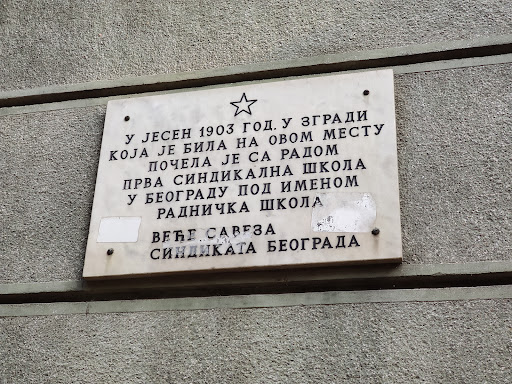 У ЈЕСЕН 1903 ГОД. У ЗГРАДИ
КОЈА ЈЕ БИЛА НА ОВОМ МЕСТУ
ПОЧЕЛА ЈЕ СА РАДОМ
ПРВА СИНДИКАЛНА ШКОЛА
У БЕОГРАДУ ПОД ИМЕНОМ
РАДНИЧКА ШКОЛА
ВЕЋЕ САВЕЗА
СИНДИКАТА БЕОГРАДА